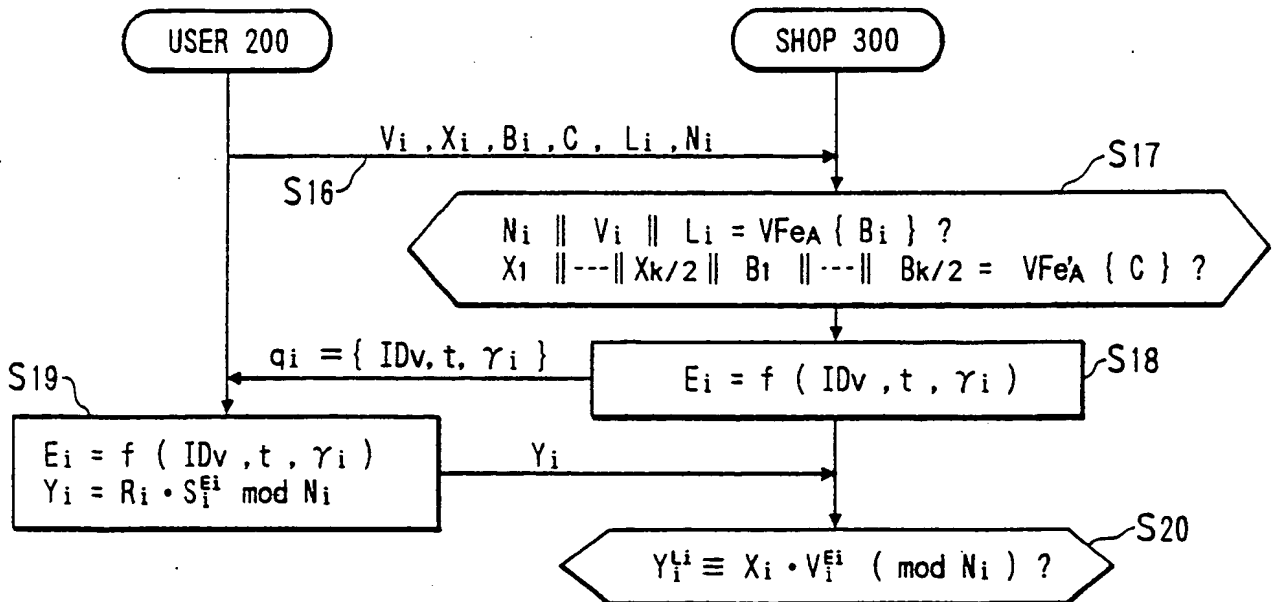 USER 200
SHOP 300
Vi , Xi , Bi , C , Li , Ni
S16
S17
Ni ‖ Vi ‖ Li = VFeA { Bi } ?
X1 ‖---‖ Xk/2 ‖ B1 ‖---‖ Bk/2 = VFe'A { C } ?
qi = { IDv, t, γi }
S18
Ei = f ( IDv , t , γi )
S19
Ei = f ( IDv , t , γi )
Yi = Ri • Si^Ei mod Ni
Yi
S20
Yi^Li ≡ Xi • Vi^Ei ( mod Ni ) ?